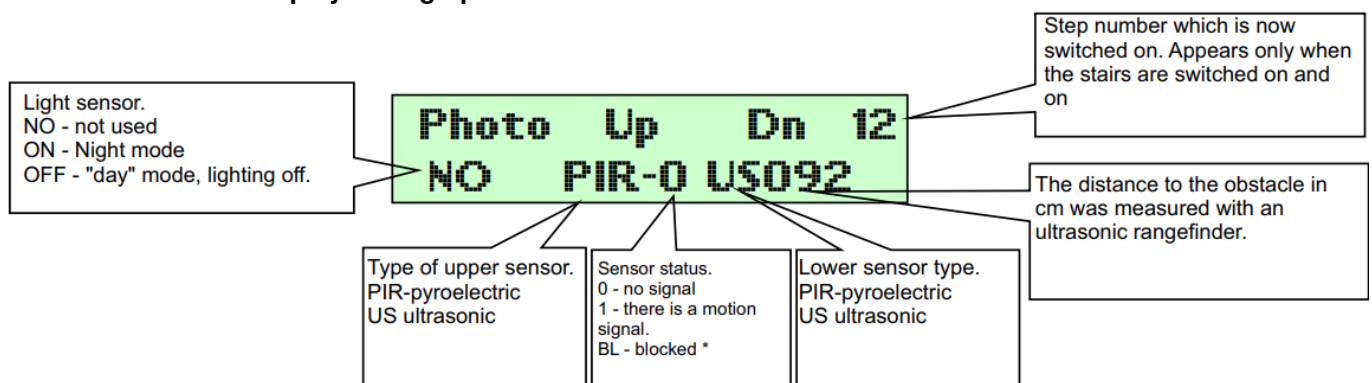 Step number which is now
switched on. Appears only when
the stairs are switched on and
on
Light sensor.
NO - not used
ON - Night mode
OFF - "day" mode, lighting off.
Photo Up Dn 12
NO PIR-0 US092
The distance to the obstacle in
cm was measured with an
ultrasonic rangefinder.
Type of upper sensor.
PIR-pyroelectric
US ultrasonic
Sensor status.
0 - no signal
1 - there is a motion
signal.
BL - blocked *
Lower sensor type.
PIR-pyroelectric
US ultrasonic